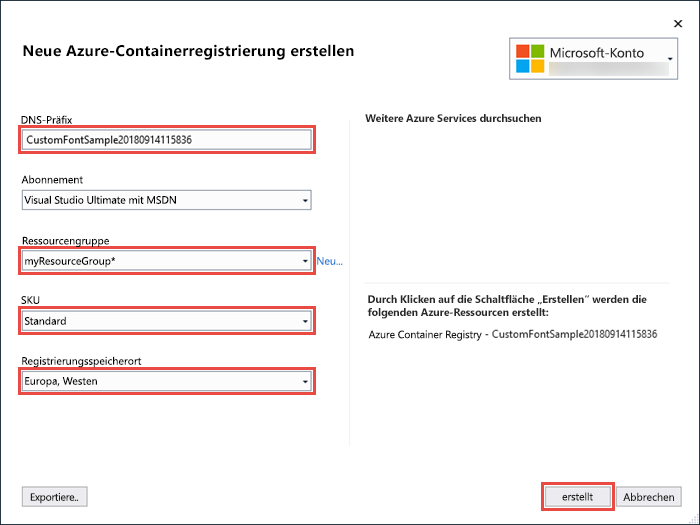 Neue Azure-Containerregistrierung erstellen
Microsoft-Konto
DNS-Präfix
CustomFontSample20180914115836
Abonnement
Visual Studio Ultimate mit MSDN
Ressourcengruppe
myResourceGroup*
Neu...
SKU
Standard
Registrierungsspeicherort
Europa, Westen
Weitere Azure Services durchsuchen
Durch Klicken auf die Schaltfläche „Erstellen“ werden die
folgenden Azure-Ressourcen erstellt:
Azure Container Registry - CustomFontSample20180914115836
Exportiere..
erstellt
Abbrechen